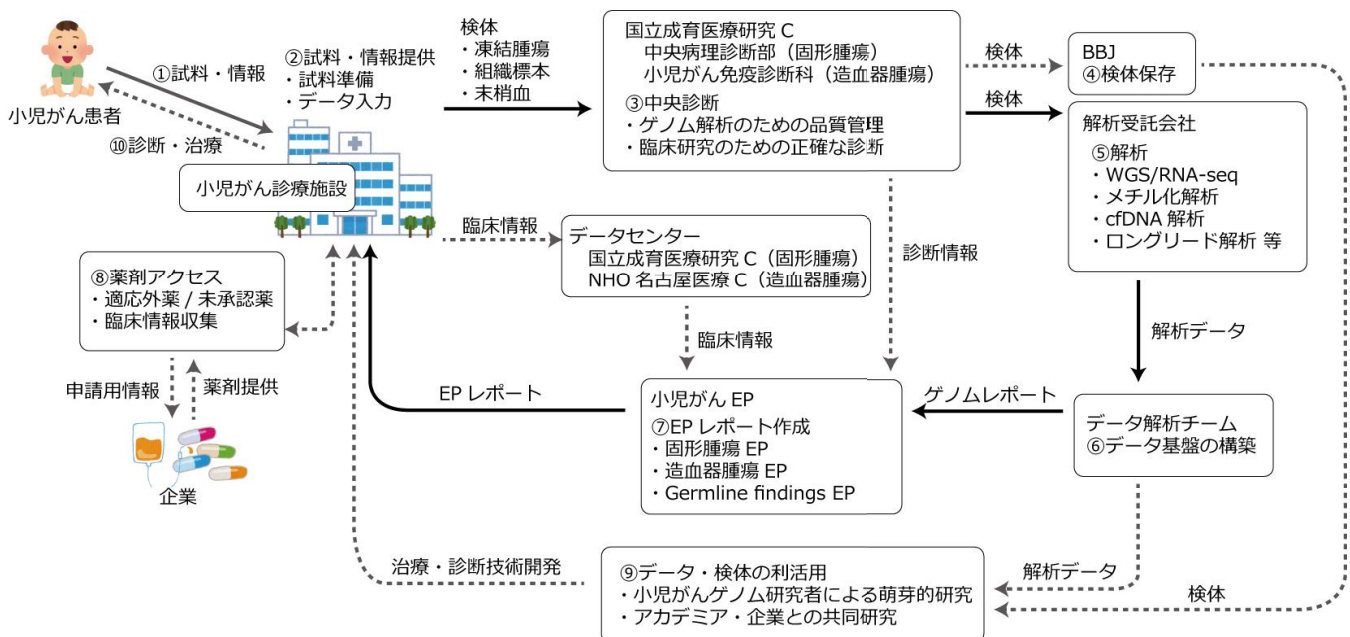 ①試料・情報
小児がん患者
⑩診断・治療
②試料・情報提供
・試料準備
・データ入力
小児がん診療施設
検体
・凍結腫瘍
・組織標本
・末梢血
国立成育医療研究 C
中央病理診断部（固形腫瘍）
小児がん免疫診断科（造血器腫瘍）
③中央診断
・ゲノム解析のための品質管理
・臨床研究のための正確な診断
検体
BBJ
④検体保存
検体
解析受託会社
⑤解析
・WGS/RNA-seq
・メチル化解析
・cfDNA 解析
・ロングリード解析 等
臨床情報
データセンター
国立成育医療研究 C（固形腫瘍）
NHO 名古屋医療 C（造血器腫瘍）
診断情報
⑧薬剤アクセス
・適応外薬 / 未承認薬
・臨床情報収集
臨床情報
解析データ
申請用情報
薬剤提供
企業
EP レポート
小児がん EP
⑦EP レポート作成
・固形腫瘍 EP
・造血器腫瘍 EP
・Germline findings EP
ゲノムレポート
データ解析チーム
⑥データ基盤の構築
治療・診断技術開発
⑨データ・検体の利活用
・小児がんゲノム研究者による萌芽的研究
・アカデミア・企業との共同研究
解析データ
検体